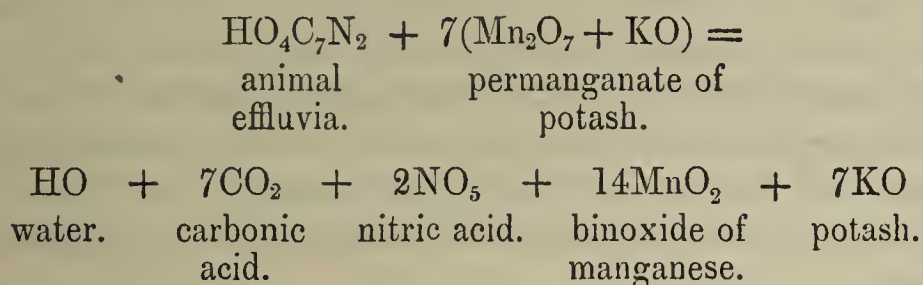 HO₄C₇N₂ + 7(Mn₂O₇ + KO) =
animal permanganate of
effluvia. potash.
HO + 7CO₂ + 2NO₅ + 14MnO₂ + 7KO
water. carbonic nitric acid. binoxide of potash.
acid. manganese.